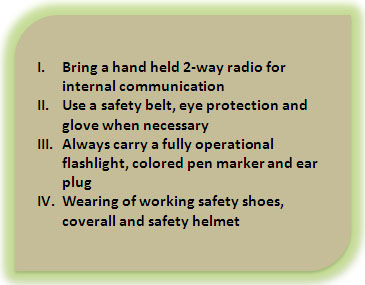 I. Bring a hand held 2-way radio for
internal communication
II. Use a safety belt, eye protection and
glove when necessary
III. Always carry a fully operational
flashlight, colored pen marker and ear
plug
IV. Wearing of working safety shoes,
coverall and safety helmet